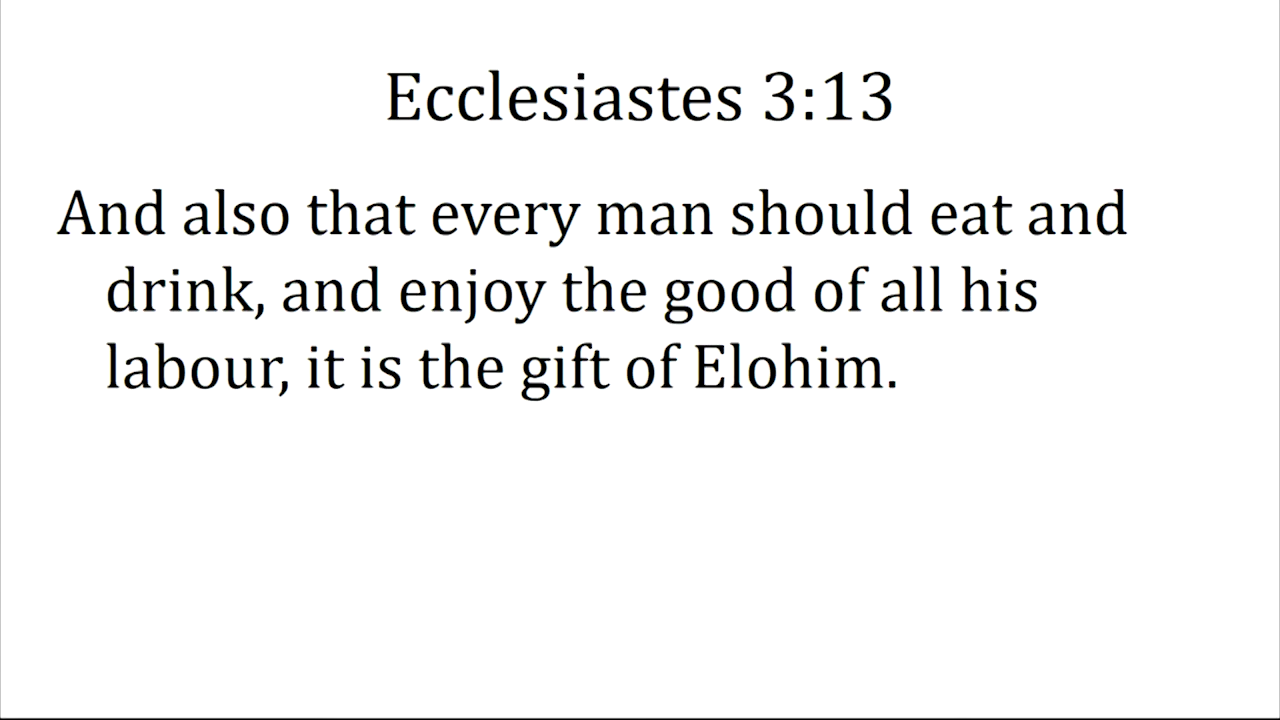 Ecclesiastes 3:13
And also that every man should eat and
drink, and enjoy the good of all his
labour, it is the gift of Elohim.